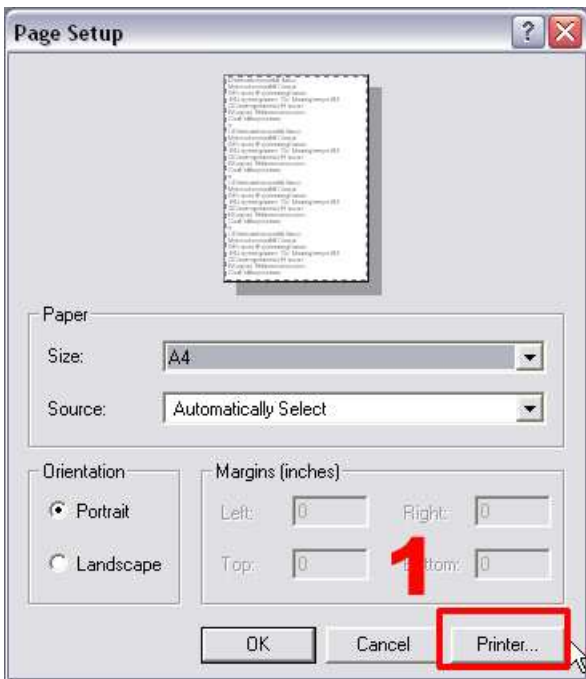 Page Setup
Paper
Size: A4
Source: Automatically Select
Orientation
Portrait
Landscape
Margins (inches)
Left: 0 Right: 0
Top: 0 Bottom: 0
1
OK Cancel Printer...